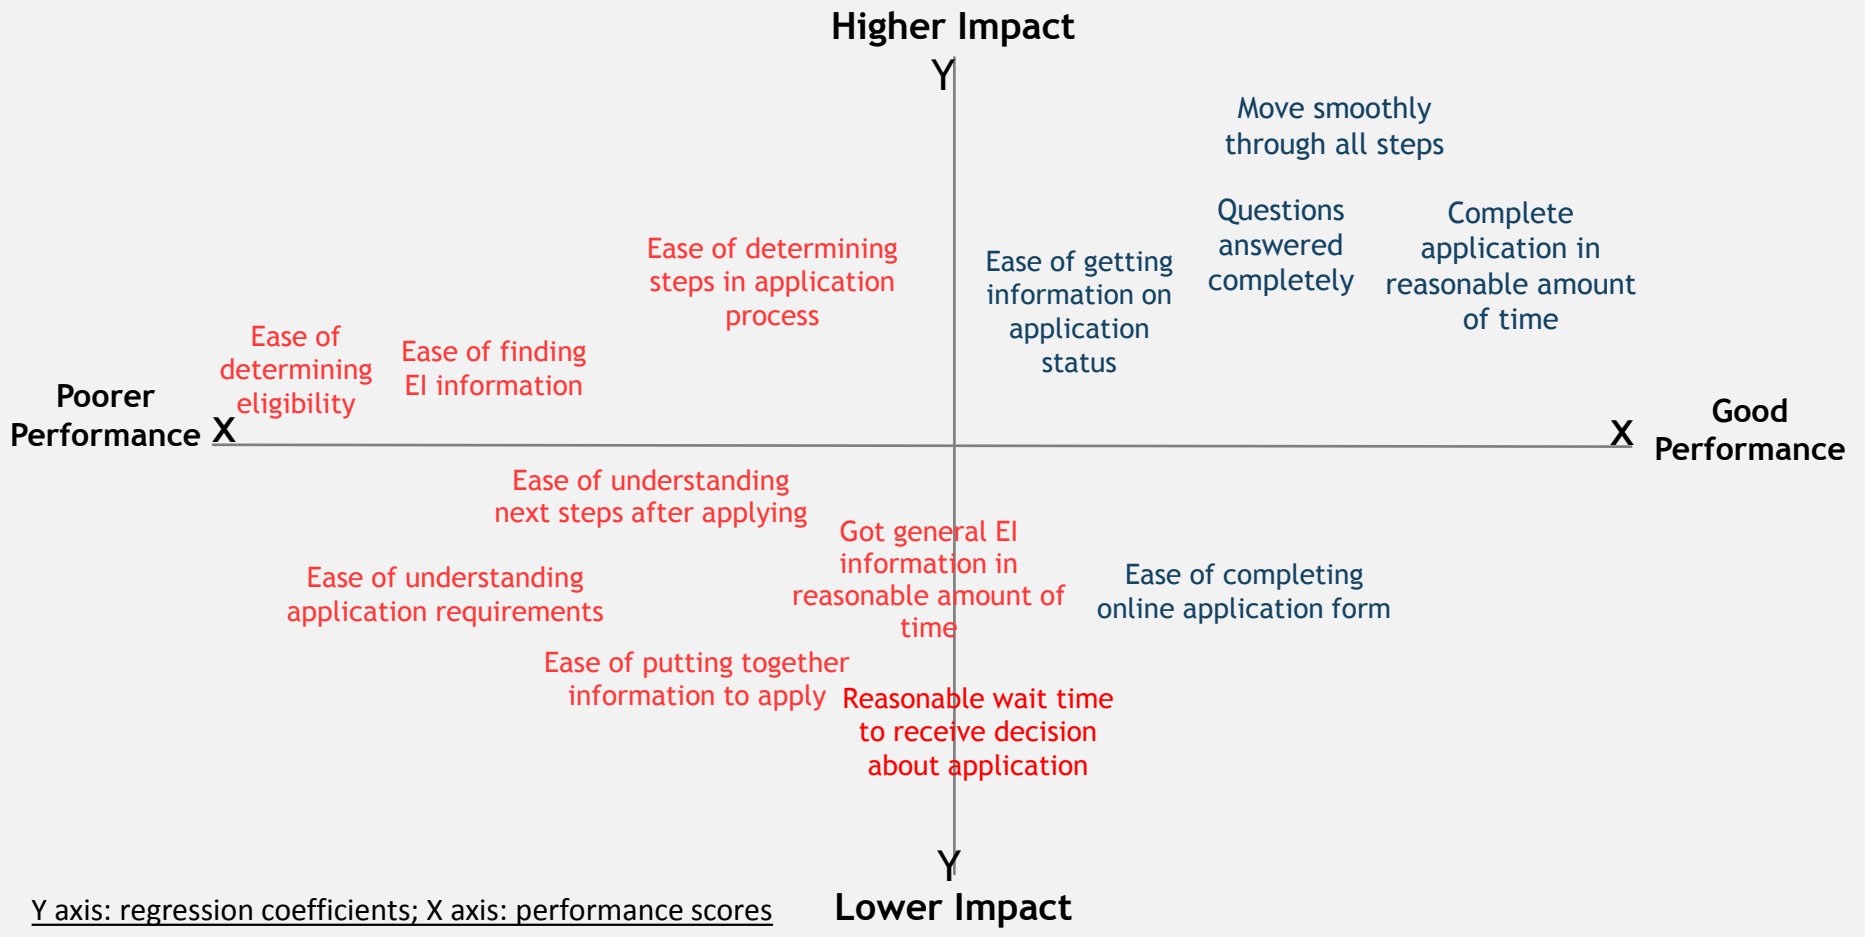 Higher Impact
Y
Move smoothly
through all steps
Questions
answered
completely
Complete
application in
reasonable amount
of time
Ease of determining
steps in application
process
Ease of getting
information on
application
status
Ease of
determining
eligibility
Ease of finding
EI information
Poorer
Performance
X
X
Good
Performance
Ease of understanding
next steps after applying
Got general EI
information in
reasonable amount of
time
Ease of understanding
application requirements
Ease of completing
online application form
Ease of putting together
information to apply
Reasonable wait time
to receive decision
about application
Y
Lower Impact
Y axis: regression coefficients; X axis: performance scores